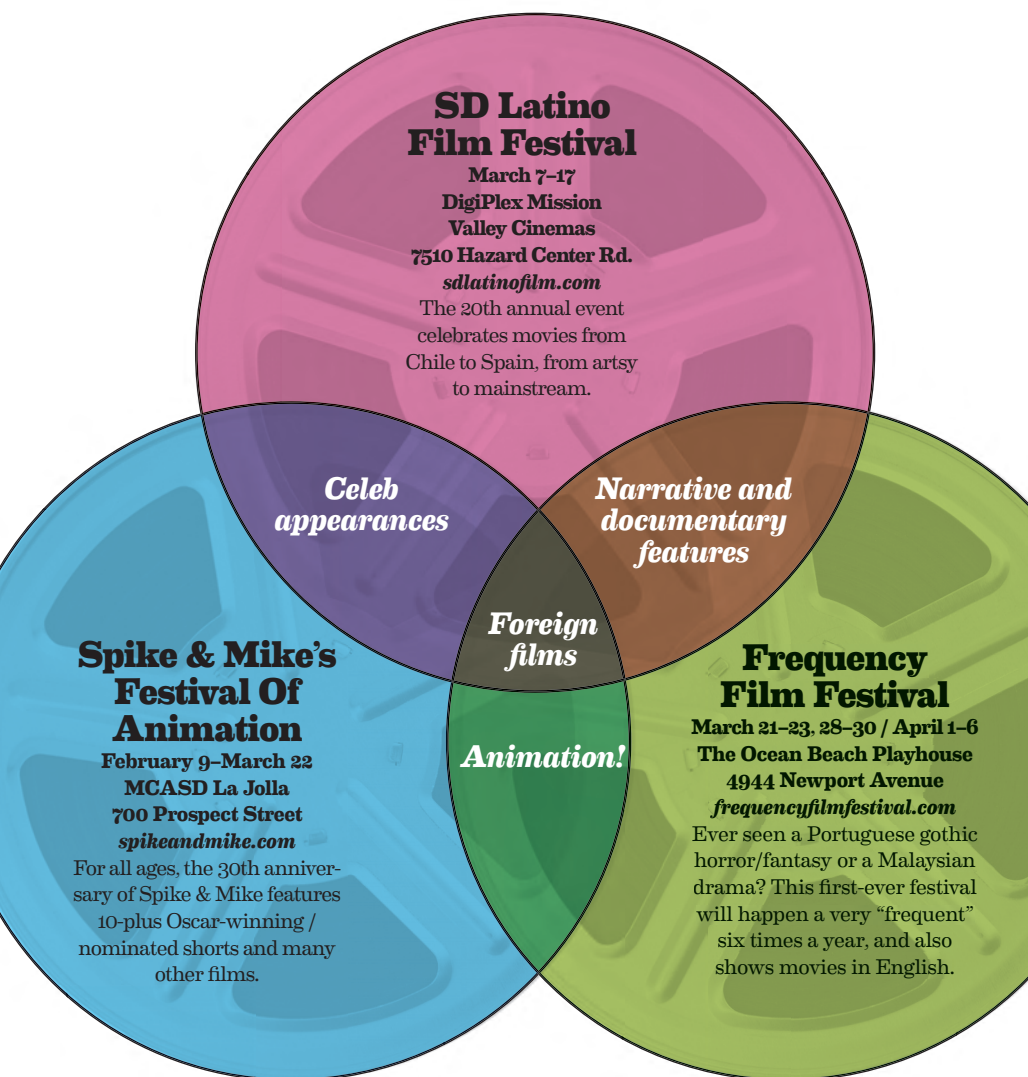 SD Latino
Film Festival
March 7–17
DigiPlex Mission
Valley Cinemas
7510 Hazard Center Rd.
sdlatinofilm.com
The 20th annual event
celebrates movies from
Chile to Spain, from artsy
to mainstream.
Celeb
appearances
Narrative and
documentary
features
Foreign
films
Animation!
Spike & Mike's
Festival Of
Animation
February 9–March 22
MCASD La Jolla
700 Prospect Street
spikeandmike.com
For all ages, the 30th anniver-
sary of Spike & Mike features
10-plus Oscar-winning /
nominated shorts and many
other films.
Frequency
Film Festival
March 21–23, 28–30 / April 1–6
The Ocean Beach Playhouse
4944 Newport Avenue
frequencyfilmfestival.com
Ever seen a Portuguese gothic
horror/fantasy or a Malaysian
drama? This first-ever festival
will happen a very “frequent”
six times a year, and also
shows movies in English.